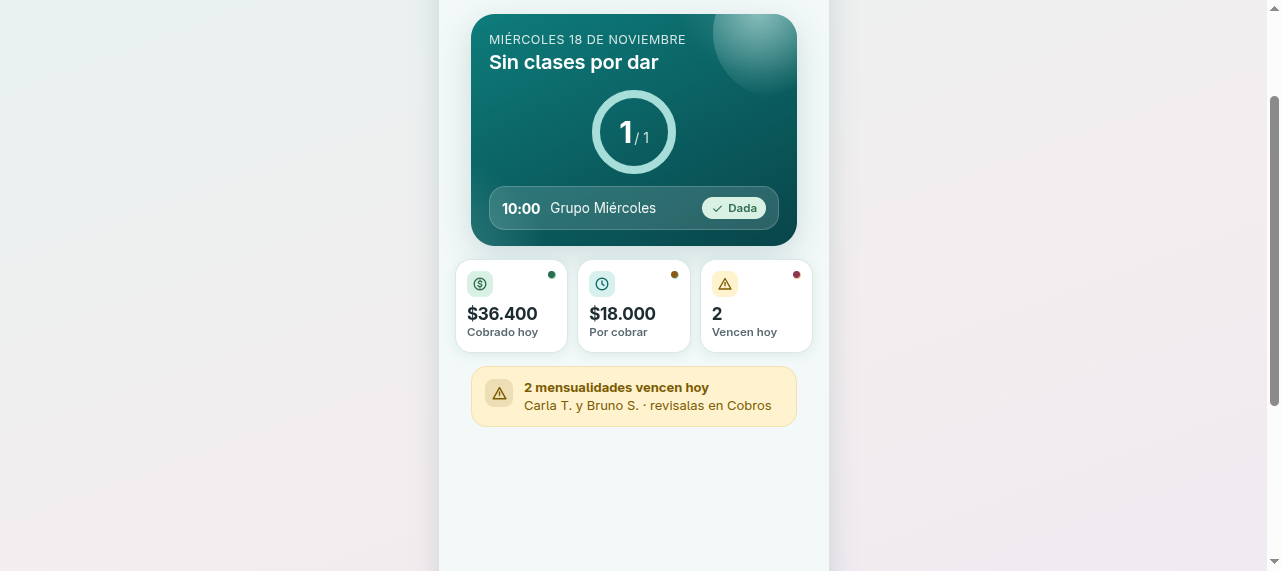 MIÉRCOLES 18 DE NOVIEMBRE
Sin clases por dar
1 / 1
10:00 Grupo Miércoles Dada
$36.400
Cobrado hoy
$18.000
Por cobrar
2
Vencen hoy
2 mensualidades vencen hoy
Carla T. y Bruno S. · revisalas en Cobros